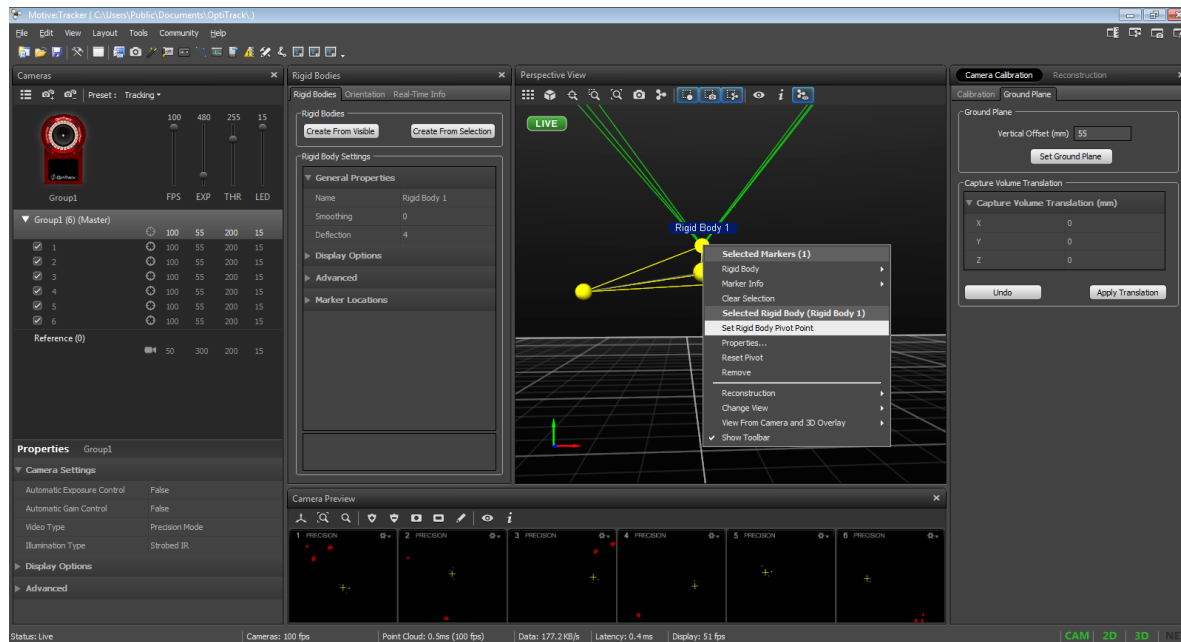 Motive:Tracker [ C:\Users\Public\Documents\OptiTrack\ ]
File Edit View Layout Tools Community Help
Cameras
Preset : Tracking
100 480 255 15
OptiTrack
Group1 FPS EXP THR LED
Group1 (6) (Master)
100 55 200 15
1 100 55 200 15
2 100 55 200 15
3 100 55 200 15
4 100 55 200 15
5 100 55 200 15
6 100 55 200 15
Reference (0)
50 300 200 15
Properties Group1
Camera Settings
Automatic Exposure Control False
Automatic Gain Control False
Video Type Precision Mode
Illumination Type Strobed IR
Display Options
Advanced
Rigid Bodies
Rigid Bodies Orientation Real-Time Info
Rigid Bodies
Create From Visible Create From Selection
Rigid Body Settings
General Properties
Name Rigid Body 1
Smoothing 0
Deflection 4
Display Options
Advanced
Marker Locations
Perspective View
LIVE
Rigid Body 1
Selected Markers (1)
Rigid Body
Marker Info
Clear Selection
Selected Rigid Body (Rigid Body 1)
Set Rigid Body Pivot Point
Properties...
Reset Pivot
Remove
Reconstruction
Change View
View From Camera and 3D Overlay
Show Toolbar
Camera Preview
1 PRECISION 2 PRECISION 3 PRECISION 4 PRECISION 5 PRECISION 6 PRECISION
Camera Calibration Reconstruction
Calibration Ground Plane
Ground Plane
Vertical Offset (mm) 55
Set Ground Plane
Capture Volume Translation
Capture Volume Translation (mm)
X 0
Y 0
Z 0
Undo Apply Translation
Status: Live Cameras: 100 fps Point Cloud: 0.5ms (100 fps) Data: 177.2 KB/s Latency: 0.4 ms Display: 51 fps CAM 2D 3D NE